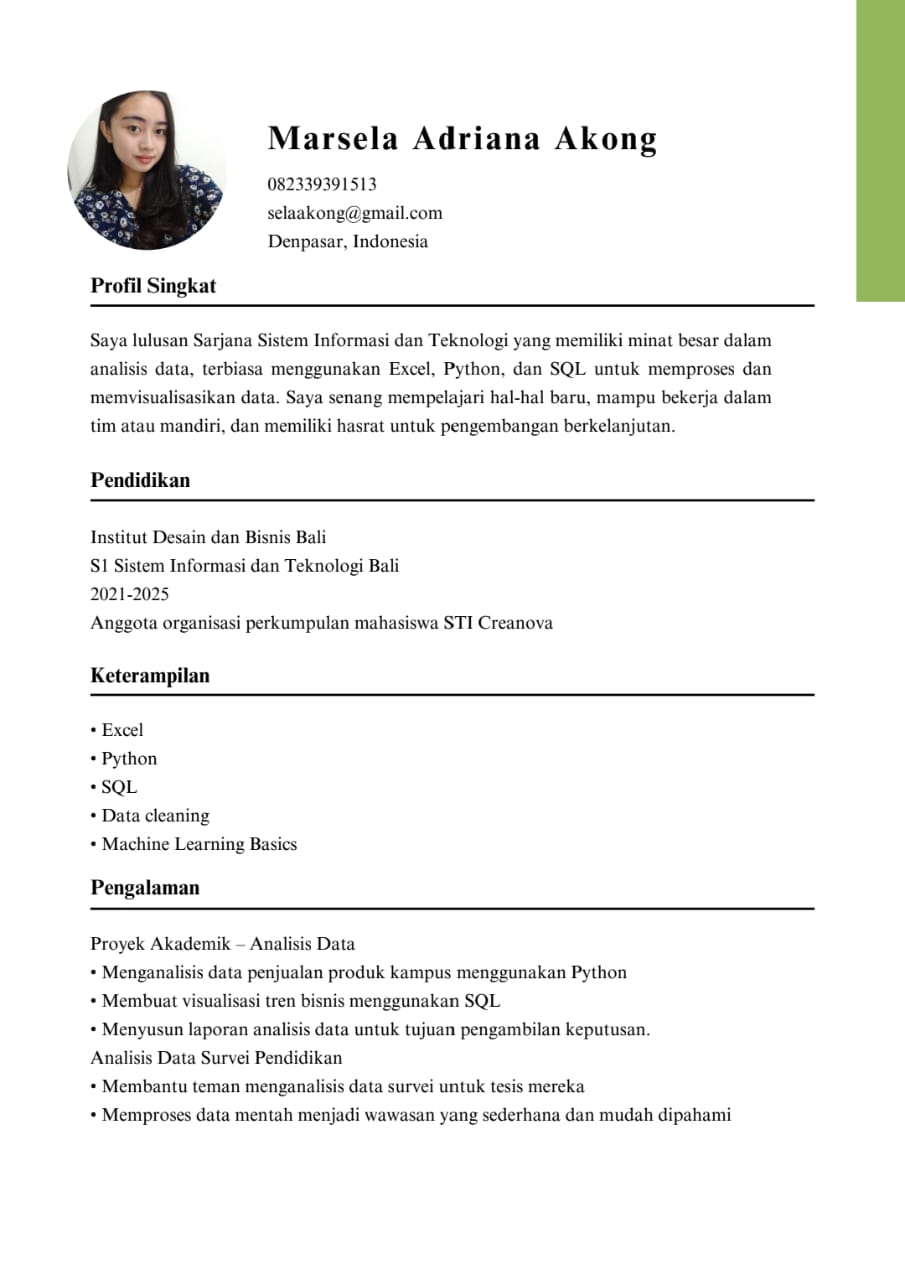 Marsela Adriana Akong
082339391513
selaakong@gmail.com
Denpasar, Indonesia
Profil Singkat
Saya lulusan Sarjana Sistem Informasi dan Teknologi yang memiliki minat besar dalam
analisis data, terbiasa menggunakan Excel, Python, dan SQL untuk memproses dan
memvisualisasikan data. Saya senang mempelajari hal-hal baru, mampu bekerja dalam
tim atau mandiri, dan memiliki hasrat untuk pengembangan berkelanjutan.
Pendidikan
Institut Desain dan Bisnis Bali
S1 Sistem Informasi dan Teknologi Bali
2021-2025
Anggota organisasi perkumpulan mahasiswa STI Creanova
Keterampilan
• Excel
• Python
• SQL
• Data cleaning
• Machine Learning Basics
Pengalaman
Proyek Akademik – Analisis Data
• Menganalisis data penjualan produk kampus menggunakan Python
• Membuat visualisasi tren bisnis menggunakan SQL
• Menyusun laporan analisis data untuk tujuan pengambilan keputusan.
Analisis Data Survei Pendidikan
• Membantu teman menganalisis data survei untuk tesis mereka
• Memproses data mentah menjadi wawasan yang sederhana dan mudah dipahami